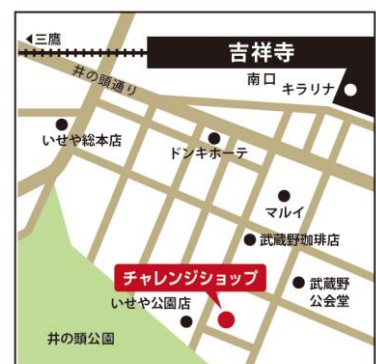 ◀三鷹
吉祥寺
南口
キラリナ
井の頭通り
いせや総本店
ドンキホーテ
マルイ
武蔵野珈琲店
チャレンジショップ
武蔵野
公会堂
いせや公園店
井の頭公園